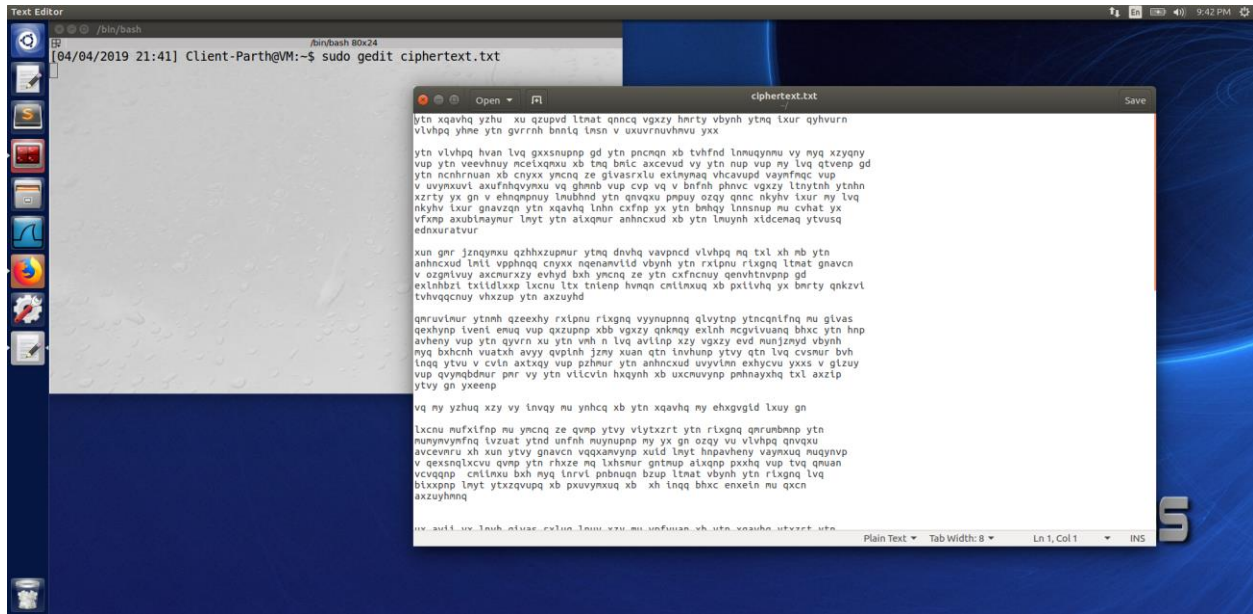 Text Editor
En
9:42 PM
/bin/bash
/bin/bash 80x24
[04/04/2019 21:41] Client-Parth@VM:~$ sudo gedit ciphertext.txt
Open
ciphertext.txt
~/
Save
ytn xqavhq yzhu xu qzupvd ltmat qnncq vgxzy hmrty vbynh ytmq ixur qyhvurn
vlvhpq yhme ytn gvrrnh bnniq imsn v uxuvrnuvhmvu yxx
ytn vlvhpq hvan lvq gxxsnupnp gd ytn pncmqn xb tvhfnd lnmuqynmu vy myq xzyqny
vup ytn veevhnuy mceixqmxu xb tmq bmic axcevud vy ytn nup vup my lvq qtvenp gd
ytn ncnhrnuan xb cnyxx ymcnq ze givasrxlu eximymaq vhcavupd vaymfmqc vup
v uvymxuvi axufnhqvymxu vq ghmnb vup cvp vq v bnfnh phnvc vgxzy ltnytnh ytnhn
xzrty yx gn v ehnqmpnuy lmubhnd ytn qnvqxu pmpuy ozqy qnnc nkyhv ixur my lvq
nkyhv ixur gnavzqn ytn xqavhq lnhn cxfnp yx ytn bmhqy lnnsnup mu cvhat yx
vfxmp axubimaymur lmyt ytn aixqmur anhncxud xb ytn lmuynh xidcemaq ytvusq
ednxuratvur
xun gmr jznqymxu qzhhxzupmur ytmq dnvhq vavpncd vlvhpq mq txl xh mb ytn
anhncxud lmii vpphnqq cnyxx nqenamviid vbynh ytn rxipnu rixgnq ltmat gnavcn
v ozgmivuy axcmurxzy evhyd bxh ymcnq ze ytn cxfncnuy qenvhtnvpnp gd
exlnhbzi txiidlxxp lxcnu ltx tnienp hvmqn cmiimxuq xb pxiivhq yx bmrty qnkzvi
tvhvqqcnuy vhxzup ytn axzuyhd
qmruvimur ytnmh qzeexhy rxipnu rixgnq vyynupnnq qlvytnp ytncqnifnq mu givas
qexhynp iveni emuq vup qxzupnp xbb vgxzy qnkmqy exlnh mcgvivuanq bhxc ytn hnp
avheny vup ytn qyvrn xu ytn vmh n lvq aviinp xzy vgxzy evd munjzmyd vbynh
myq bxhcnh vuatxh avyy qvpinh jzmy xuan qtn invhunp ytvy qtn lvq cvsmur bvh
inqq ytvu v cvin axtxqy vup pzhmur ytn anhncxud uvyvimn exhycvu yxxs v gizuy
vup qvymqbdmur pmr vy ytn viicvin hxqynh xb uxcmuvynp pmhnayxhq txl axzip
ytvy gn yxeenp
vq my yzhuq xzy vy invqy mu ynhcq xb ytn xqavhq my ehxgvgid lxuy gn
lxcnu mufxifnp mu ymcnq ze qvmp ytvy viytxzrt ytn rixgnq qmrumbmnp ytn
mumymvymfnq ivzuat ytnd unfnh muynupnp my yx gn ozqy vu vlvhpq qnvqxu
avcevmru xh xun ytvy gnavcn vqqxamvynp xuid lmyt hnpavheny vaymxuq muqynvp
v qexsnqlxcvu qvmp ytn rhxze mq lxhsmur gntmup aixqnp pxxhq vup tvq qmuan
vcvqqnp cmiimxu bxh myq inrvi pnbnuqn bzup ltmat vbynh ytn rixgnq lvq
bixxpnp lmyt ytxzqvupq xb pxuvymxuq xb xh inqq bhxc enxein mu qxcn
axzuyhmnq
Plain Text
Tab Width: 8
Ln 1, Col 1
INS